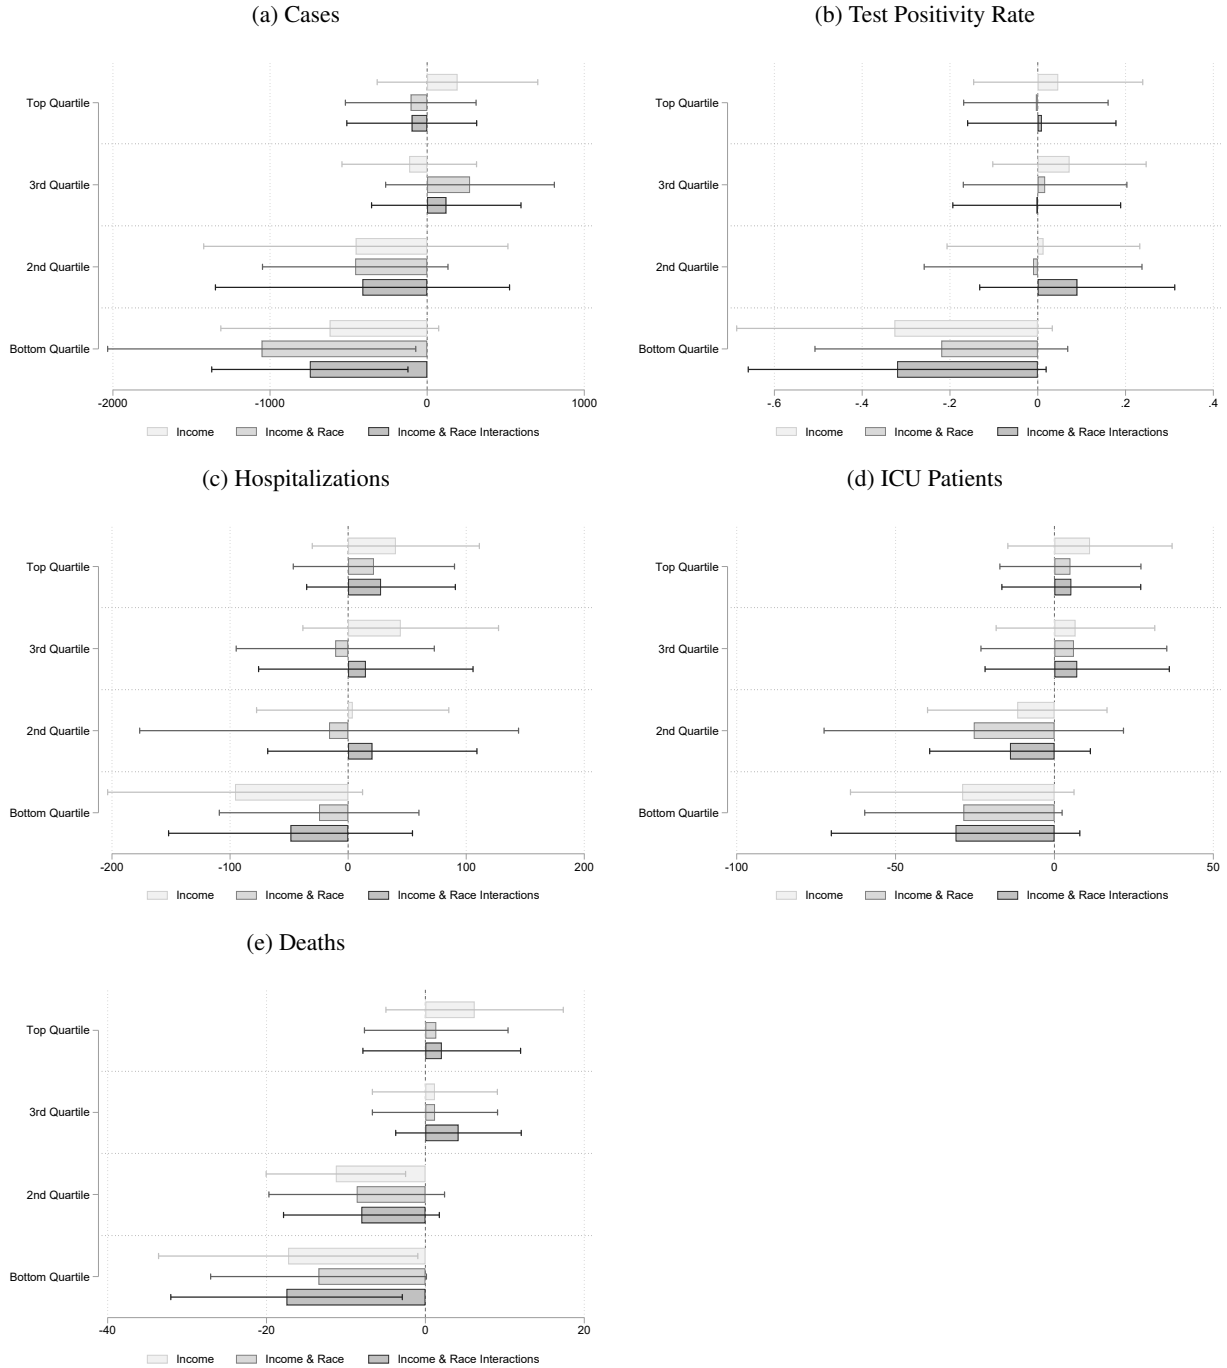 (a) Cases
Top Quartile
3rd Quartile
2nd Quartile
Bottom Quartile
-2000 -1000 0 1000
Income Income & Race Income & Race Interactions
(b) Test Positivity Rate
Top Quartile
3rd Quartile
2nd Quartile
Bottom Quartile
-.6 -.4 -.2 0 .2 .4
Income Income & Race Income & Race Interactions
(c) Hospitalizations
Top Quartile
3rd Quartile
2nd Quartile
Bottom Quartile
-200 -100 0 100 200
Income Income & Race Income & Race Interactions
(d) ICU Patients
Top Quartile
3rd Quartile
2nd Quartile
Bottom Quartile
-100 -50 0 50
Income Income & Race Income & Race Interactions
(e) Deaths
Top Quartile
3rd Quartile
2nd Quartile
Bottom Quartile
-40 -20 0 20
Income Income & Race Income & Race Interactions